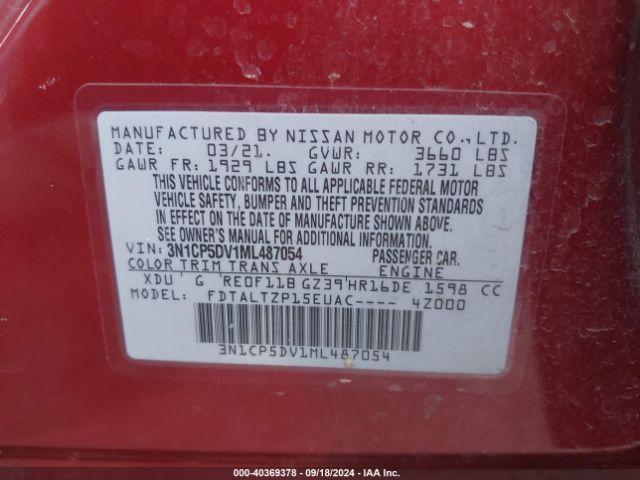 MANUFACTURED BY NISSAN MOTOR CO., LTD.
DATE: 03/21. GVWR: 3660 LBS
GAWR FR: 1929 LBS GAWR RR: 1731 LBS
THIS VEHICLE CONFORMS TO ALL APPLICABLE FEDERAL MOTOR
VEHICLE SAFETY, BUMPER AND THEFT PREVENTION STANDARDS
IN EFFECT ON THE DATE OF MANUFACTURE SHOWN ABOVE.
SEE OWNER'S MANUAL FOR ADDITIONAL INFORMATION.
VIN: 3N1CP5DV1ML487054 PASSENGER CAR.
COLOR TRIM TRANS AXLE ENGINE
XDU G RE0F11B GZ39 HR16DE 1598 CC
MODEL: FDTALTZP15EUAC---- 4Z000
3N1CP5DV1ML487054
000-40369378 - 09/18/2024 - IAA Inc.